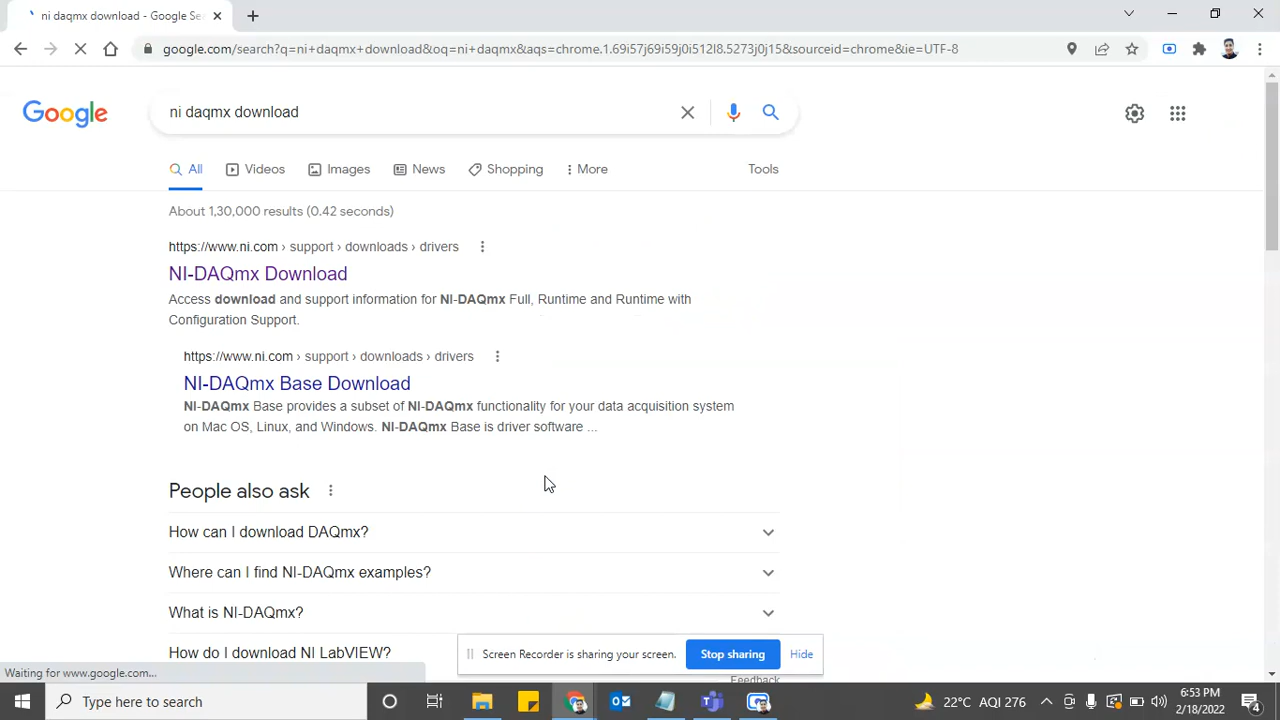 ni daqmx download - Google Se
google.com/search?q=ni+daqmx+download&oq=ni+daqmx&aqs=chrome.1.69i57j69i59j0i512l8.5273j0j15&sourceid=chrome&ie=UTF-8
Google
ni daqmx download
All
Videos
Images
News
Shopping
More
Tools
About 1,30,000 results (0.42 seconds)
https://www.ni.com › support › downloads › drivers
NI-DAQmx Download
Access download and support information for NI-DAQmx Full, Runtime and Runtime with
Configuration Support.
https://www.ni.com › support › downloads › drivers
NI-DAQmx Base Download
NI-DAQmx Base provides a subset of NI-DAQmx functionality for your data acquisition system
on Mac OS, Linux, and Windows. NI-DAQmx Base is driver software ...
People also ask
How can I download DAQmx?
Where can I find NI-DAQmx examples?
What is NI-DAQmx?
How do I download NI LabVIEW?
Screen Recorder is sharing your screen.
Stop sharing
Hide
Feedback
Waiting for www.google.com...
Type here to search
22°C AQI 276
6:53 PM
2/18/2022
4